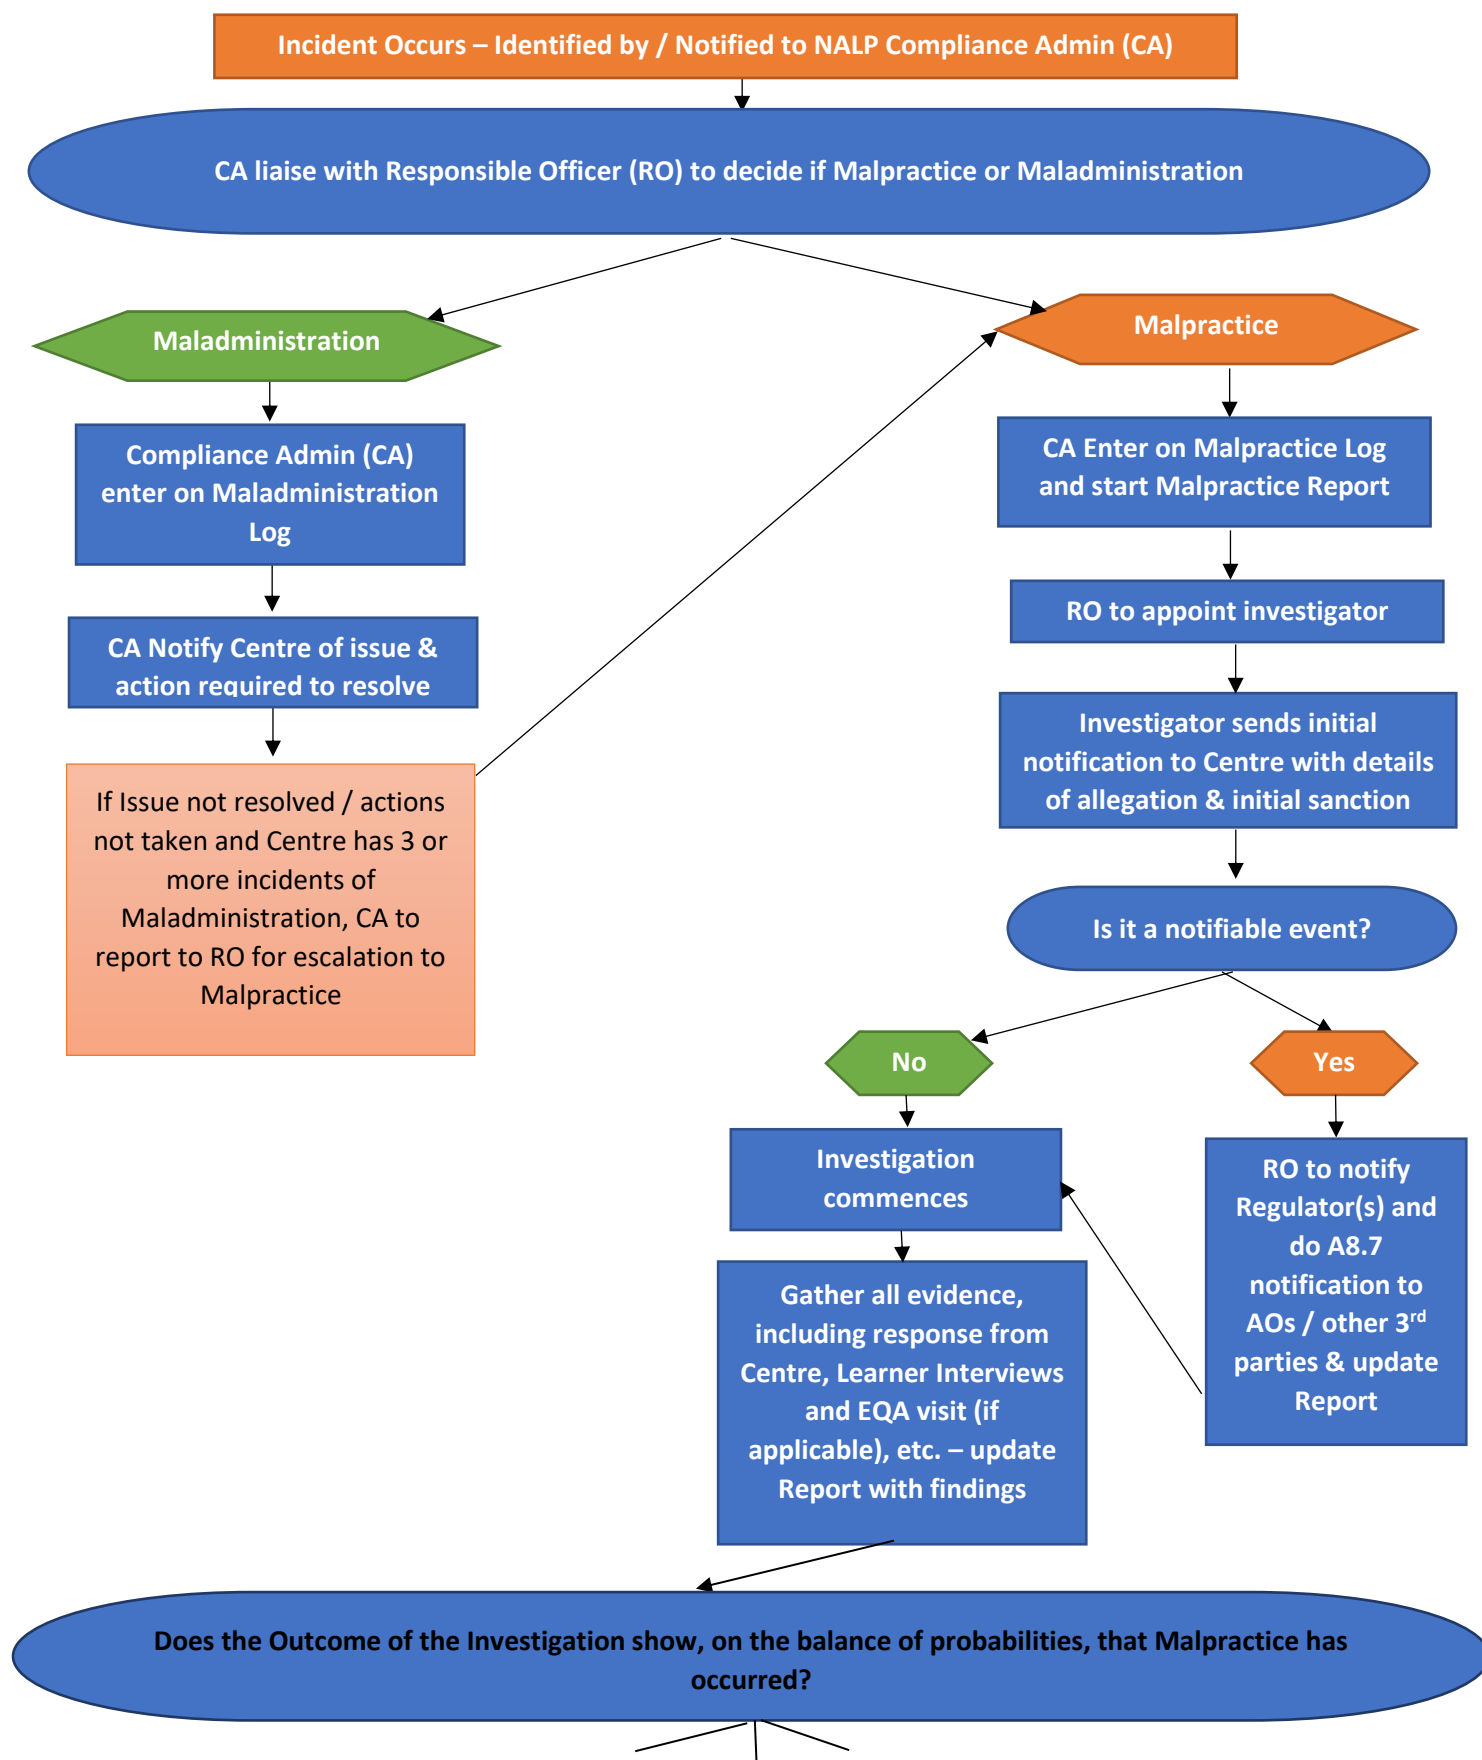 Incident Occurs – Identified by / Notified to NALP Compliance Admin (CA)
CA liaise with Responsible Officer (RO) to decide if Malpractice or Maladministration
Maladministration
Compliance Admin (CA)
enter on Maladministration
Log
CA Notify Centre of issue &
action required to resolve
If Issue not resolved / actions
not taken and Centre has 3 or
more incidents of
Maladministration, CA to
report to RO for escalation to
Malpractice
Malpractice
CA Enter on Malpractice Log
and start Malpractice Report
RO to appoint investigator
Investigator sends initial
notification to Centre with details
of allegation & initial sanction
Is it a notifiable event?
No
Investigation
commences
Gather all evidence,
including response from
Centre, Learner Interviews
and EQA visit (if
applicable), etc. – update
Report with findings
Yes
RO to notify
Regulator(s) and
do A8.7
notification to
AOs / other 3rd
parties & update
Report
Does the Outcome of the Investigation show, on the balance of probabilities, that Malpractice has
occurred?